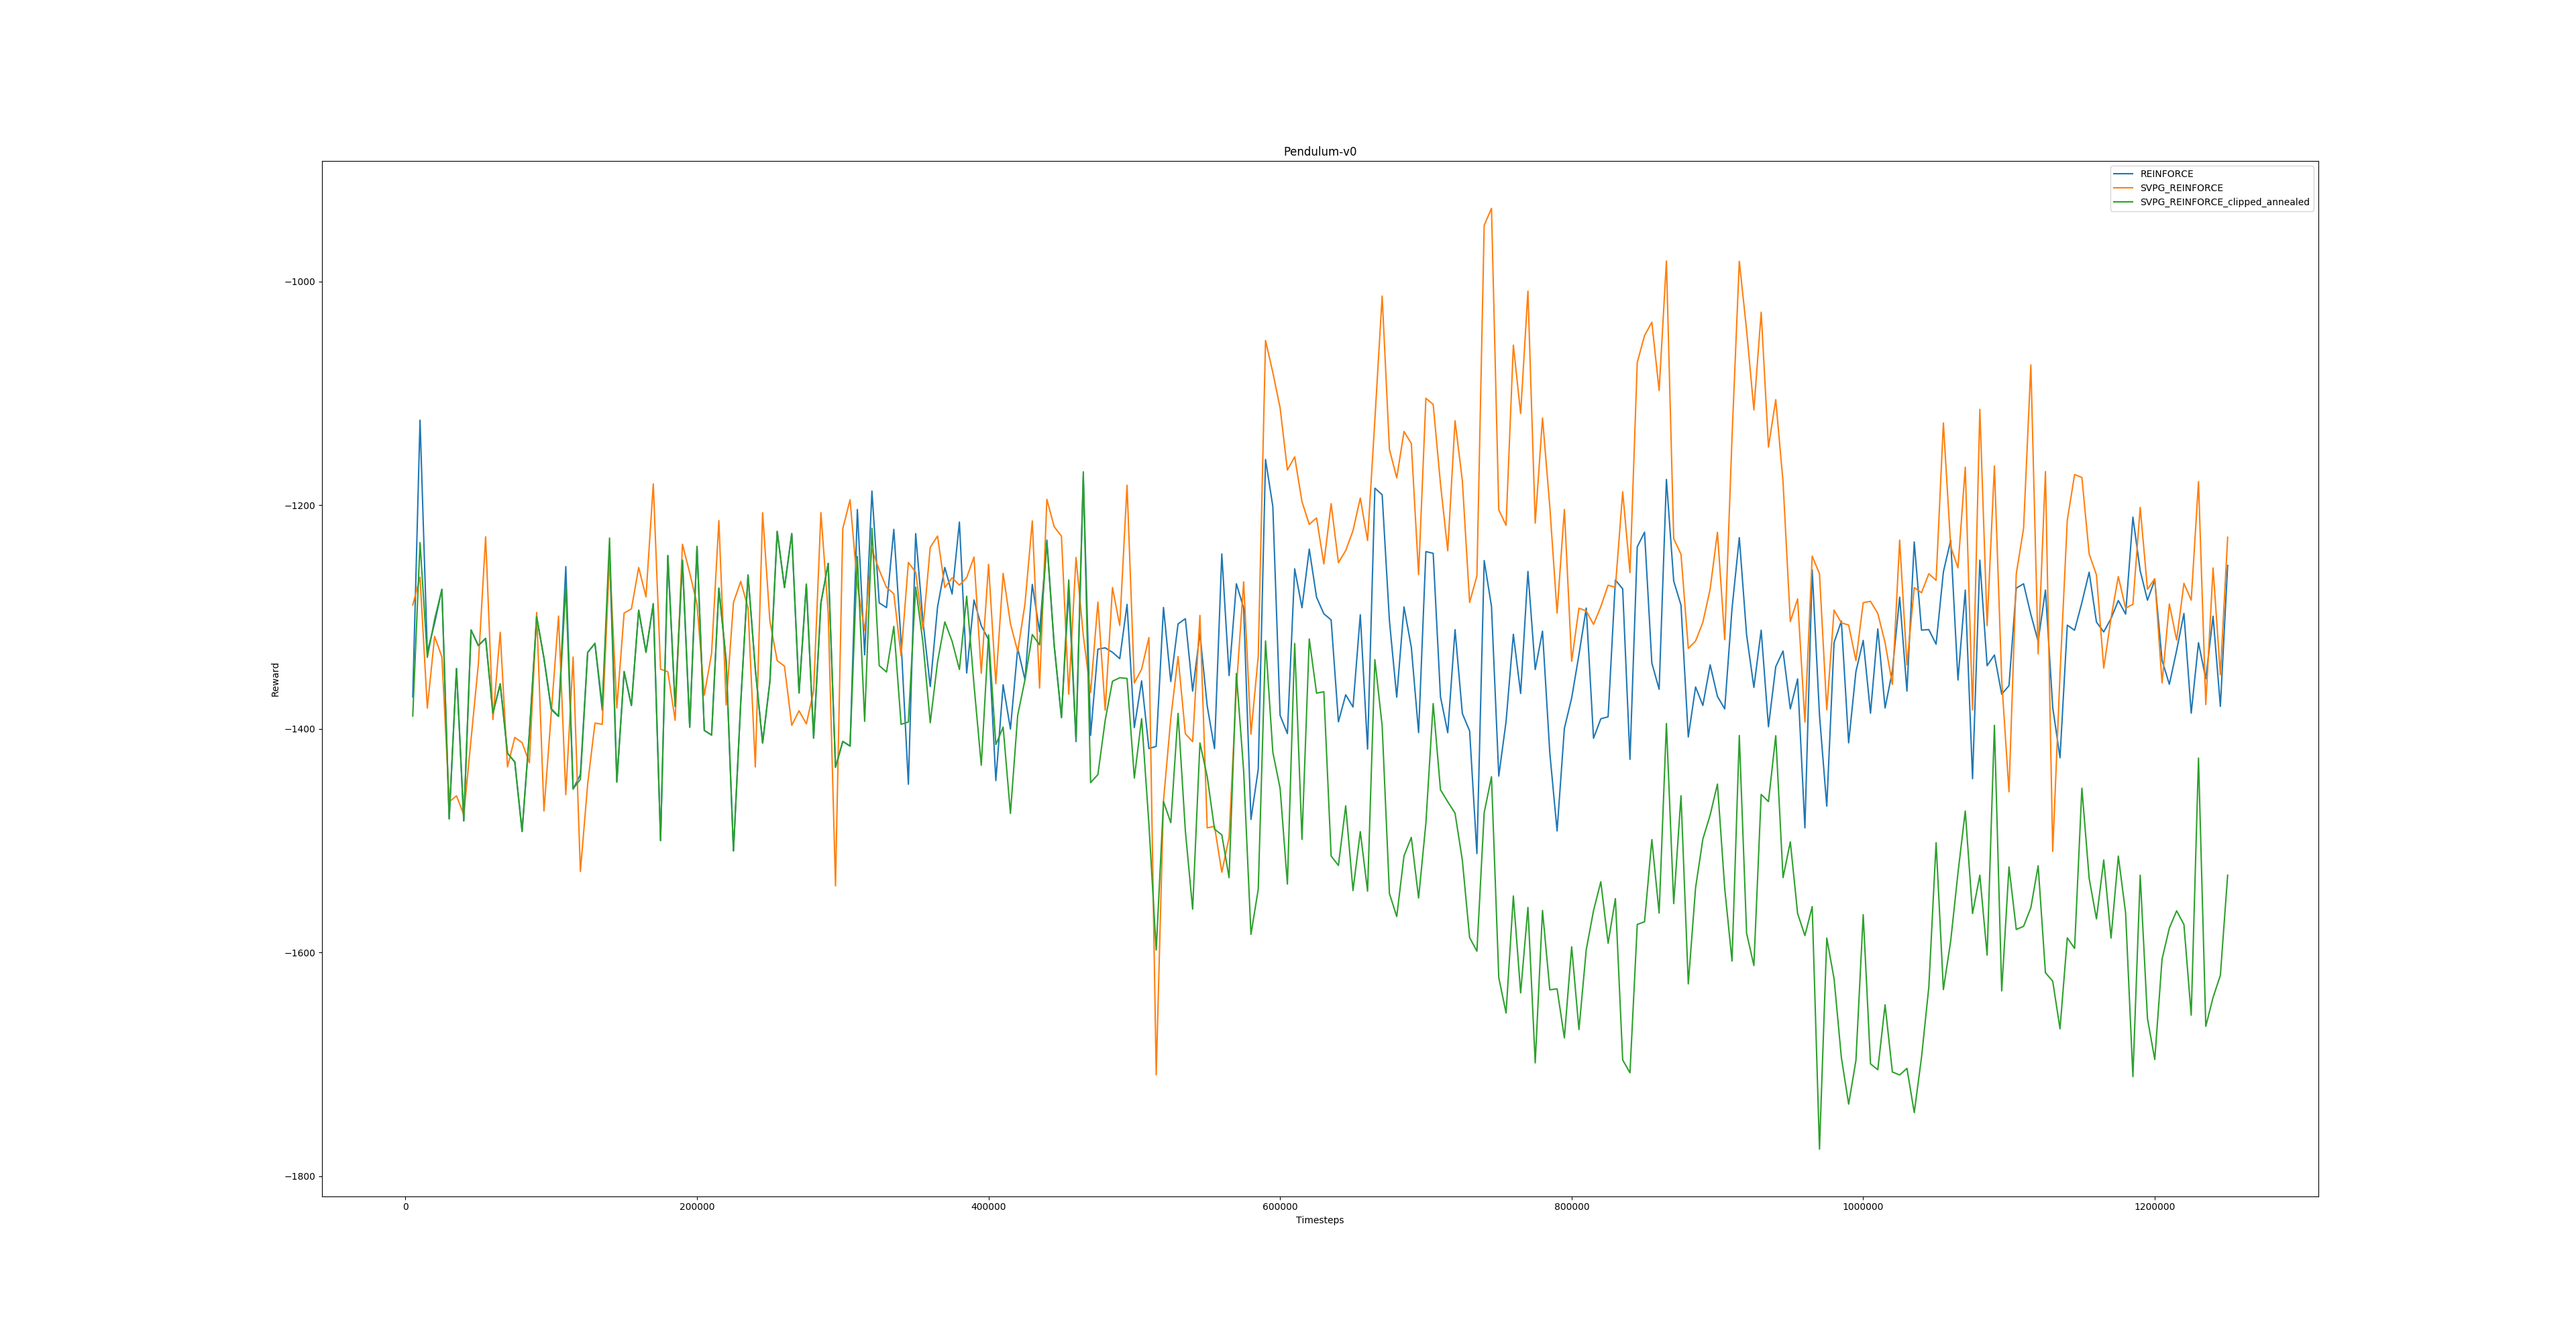 Pendulum-v0
REINFORCE
SVPG_REINFORCE
SVPG_REINFORCE_clipped_annealed
−1000
−1200
−1400
−1600
−1800
Reward
0 200000 400000 600000 800000 1000000 1200000
Timesteps